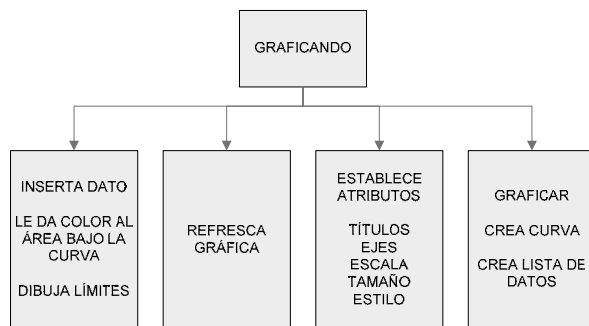 GRAFICANDO
INSERTA DATO
LE DA COLOR AL
ÁREA BAJO LA
CURVA
DIBUJA LÍMITES
REFRESCA
GRÁFICA
ESTABLECE
ATRIBUTOS
TÍTULOS
EJES
ESCALA
TAMAÑO
ESTILO
GRAFICAR
CREA CURVA
CREA LISTA DE
DATOS